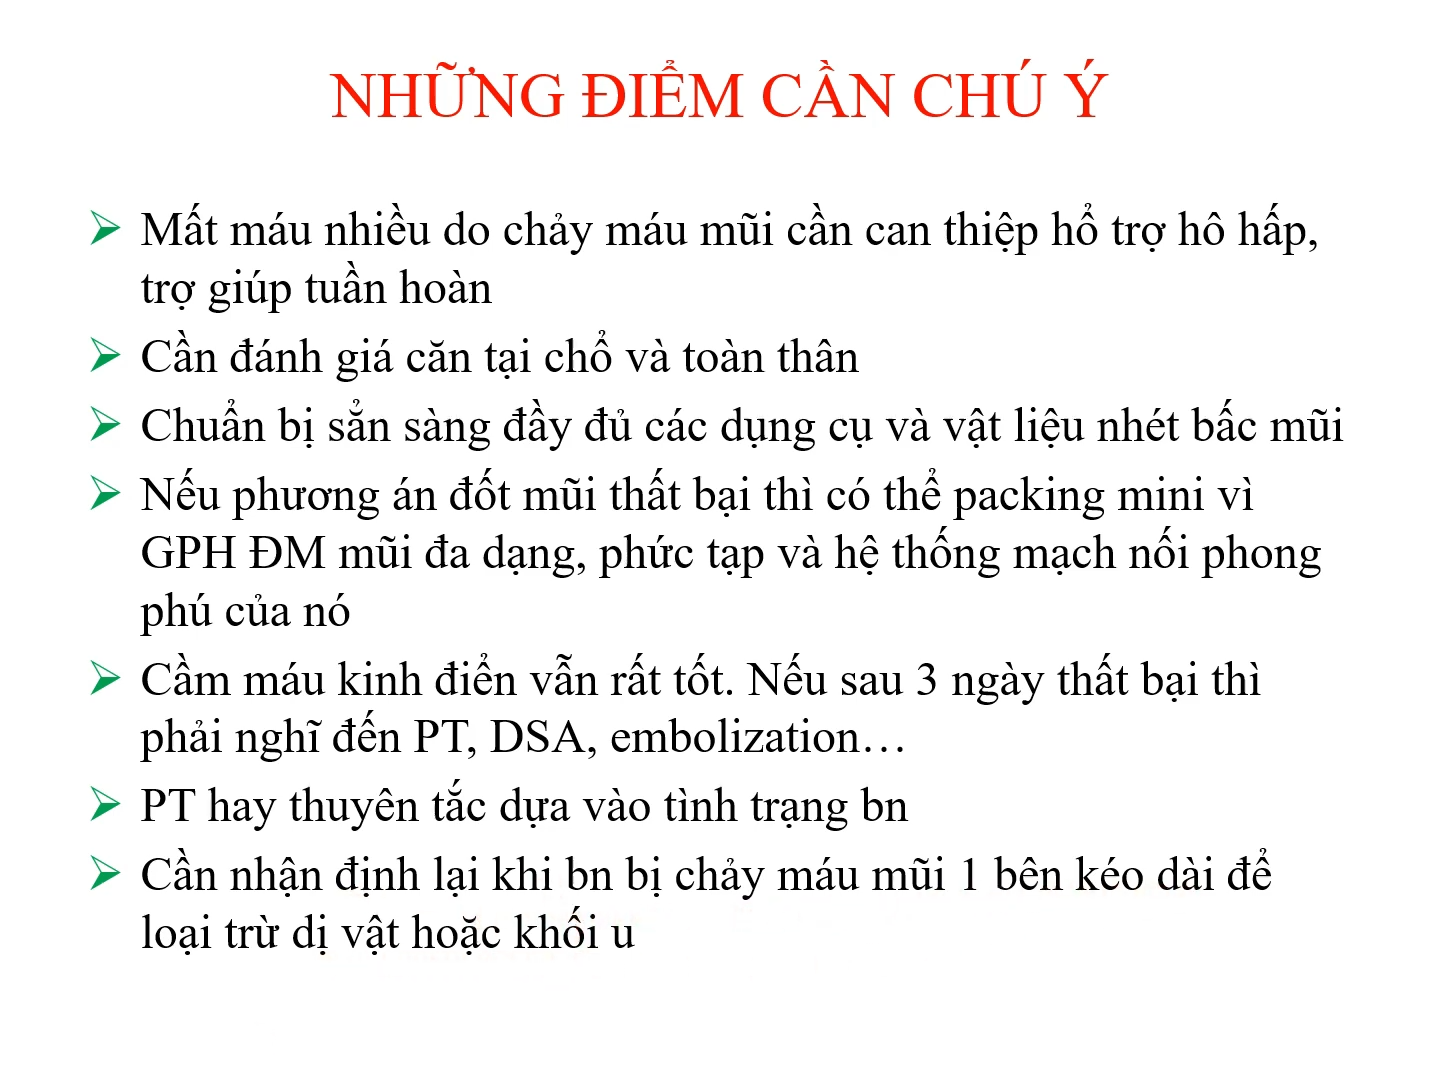 NHỮNG ĐIỂM CẦN CHÚ Ý
Mất máu nhiều do chảy máu mũi cần can thiệp hổ trợ hô hấp,
trợ giúp tuần hoàn
Cần đánh giá căn tại chổ và toàn thân
Chuẩn bị sẳn sàng đầy đủ các dụng cụ và vật liệu nhét bấc mũi
Nếu phương án đốt mũi thất bại thì có thể packing mini vì
GPH ĐM mũi đa dạng, phức tạp và hệ thống mạch nối phong
phú của nó
Cầm máu kinh điển vẫn rất tốt. Nếu sau 3 ngày thất bại thì
phải nghĩ đến PT, DSA, embolization…
PT hay thuyên tắc dựa vào tình trạng bn
Cần nhận định lại khi bn bị chảy máu mũi 1 bên kéo dài để
loại trừ dị vật hoặc khối u